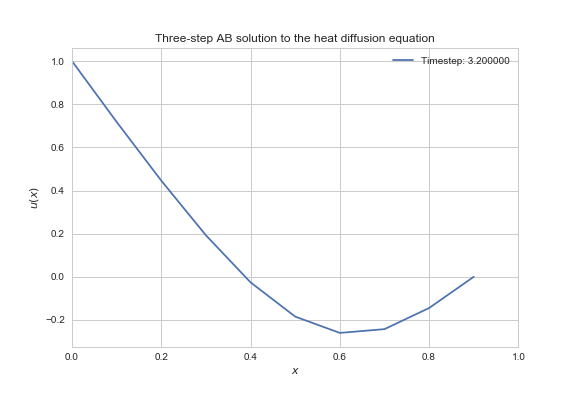 Three-step AB solution to the heat diffusion equation
Timestep: 3.200000
1.0
0.8
0.6
0.4
0.2
0.0
−0.2
u(x)
0.0 0.2 0.4 0.6 0.8 1.0
x